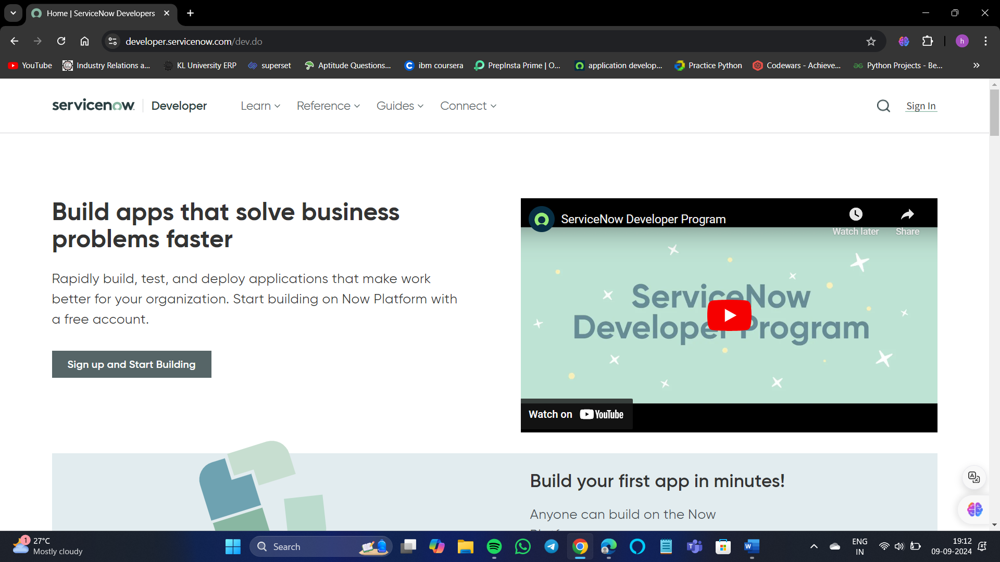 Home | ServiceNow Developers
developer.servicenow.com/dev.do
h
YouTube
Industry Relations a...
KL University ERP
superset
Aptitude Questions...
ibm coursera
PrepInsta Prime | O...
application develop...
Practice Python
Codewars - Achieve...
Python Projects - Be...
servicenow
Developer
Learn
Reference
Guides
Connect
Sign In
Build apps that solve business
problems faster
Rapidly build, test, and deploy applications that make work
better for your organization. Start building on Now Platform with
a free account.
Sign up and Start Building
ServiceNow Developer Program
Watch later
Share
ServiceNow
Developer Program
Watch on YouTube
Build your first app in minutes!
Anyone can build on the Now
1
27°C
Mostly cloudy
Search
ENG
IN
19:12
09-09-2024